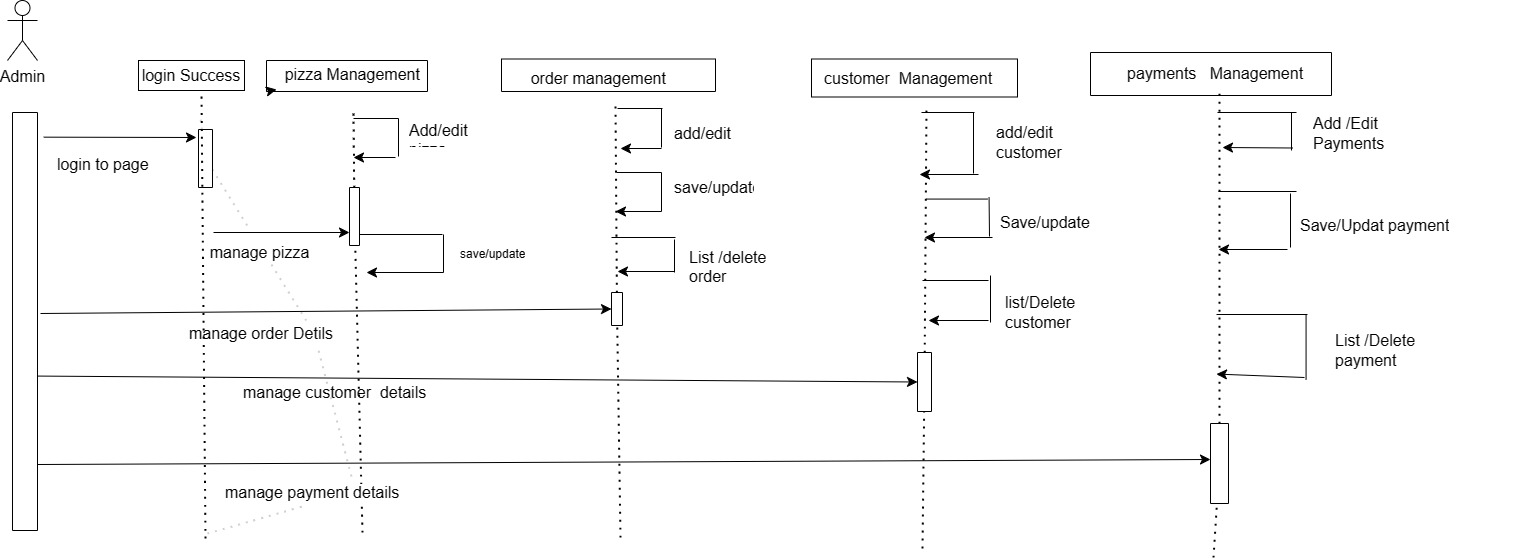 Admin
login Success
pizza Management
order management
customer Management
payments Management
login to page
Add/edit
add/edit
add/edit
customer
Add /Edit
Payments
save/update
Save/update
Save/Updat payment
manage pizza
save/update
List /delete
order
list/Delete
customer
manage order Detils
List /Delete
payment
manage customer details
manage payment details